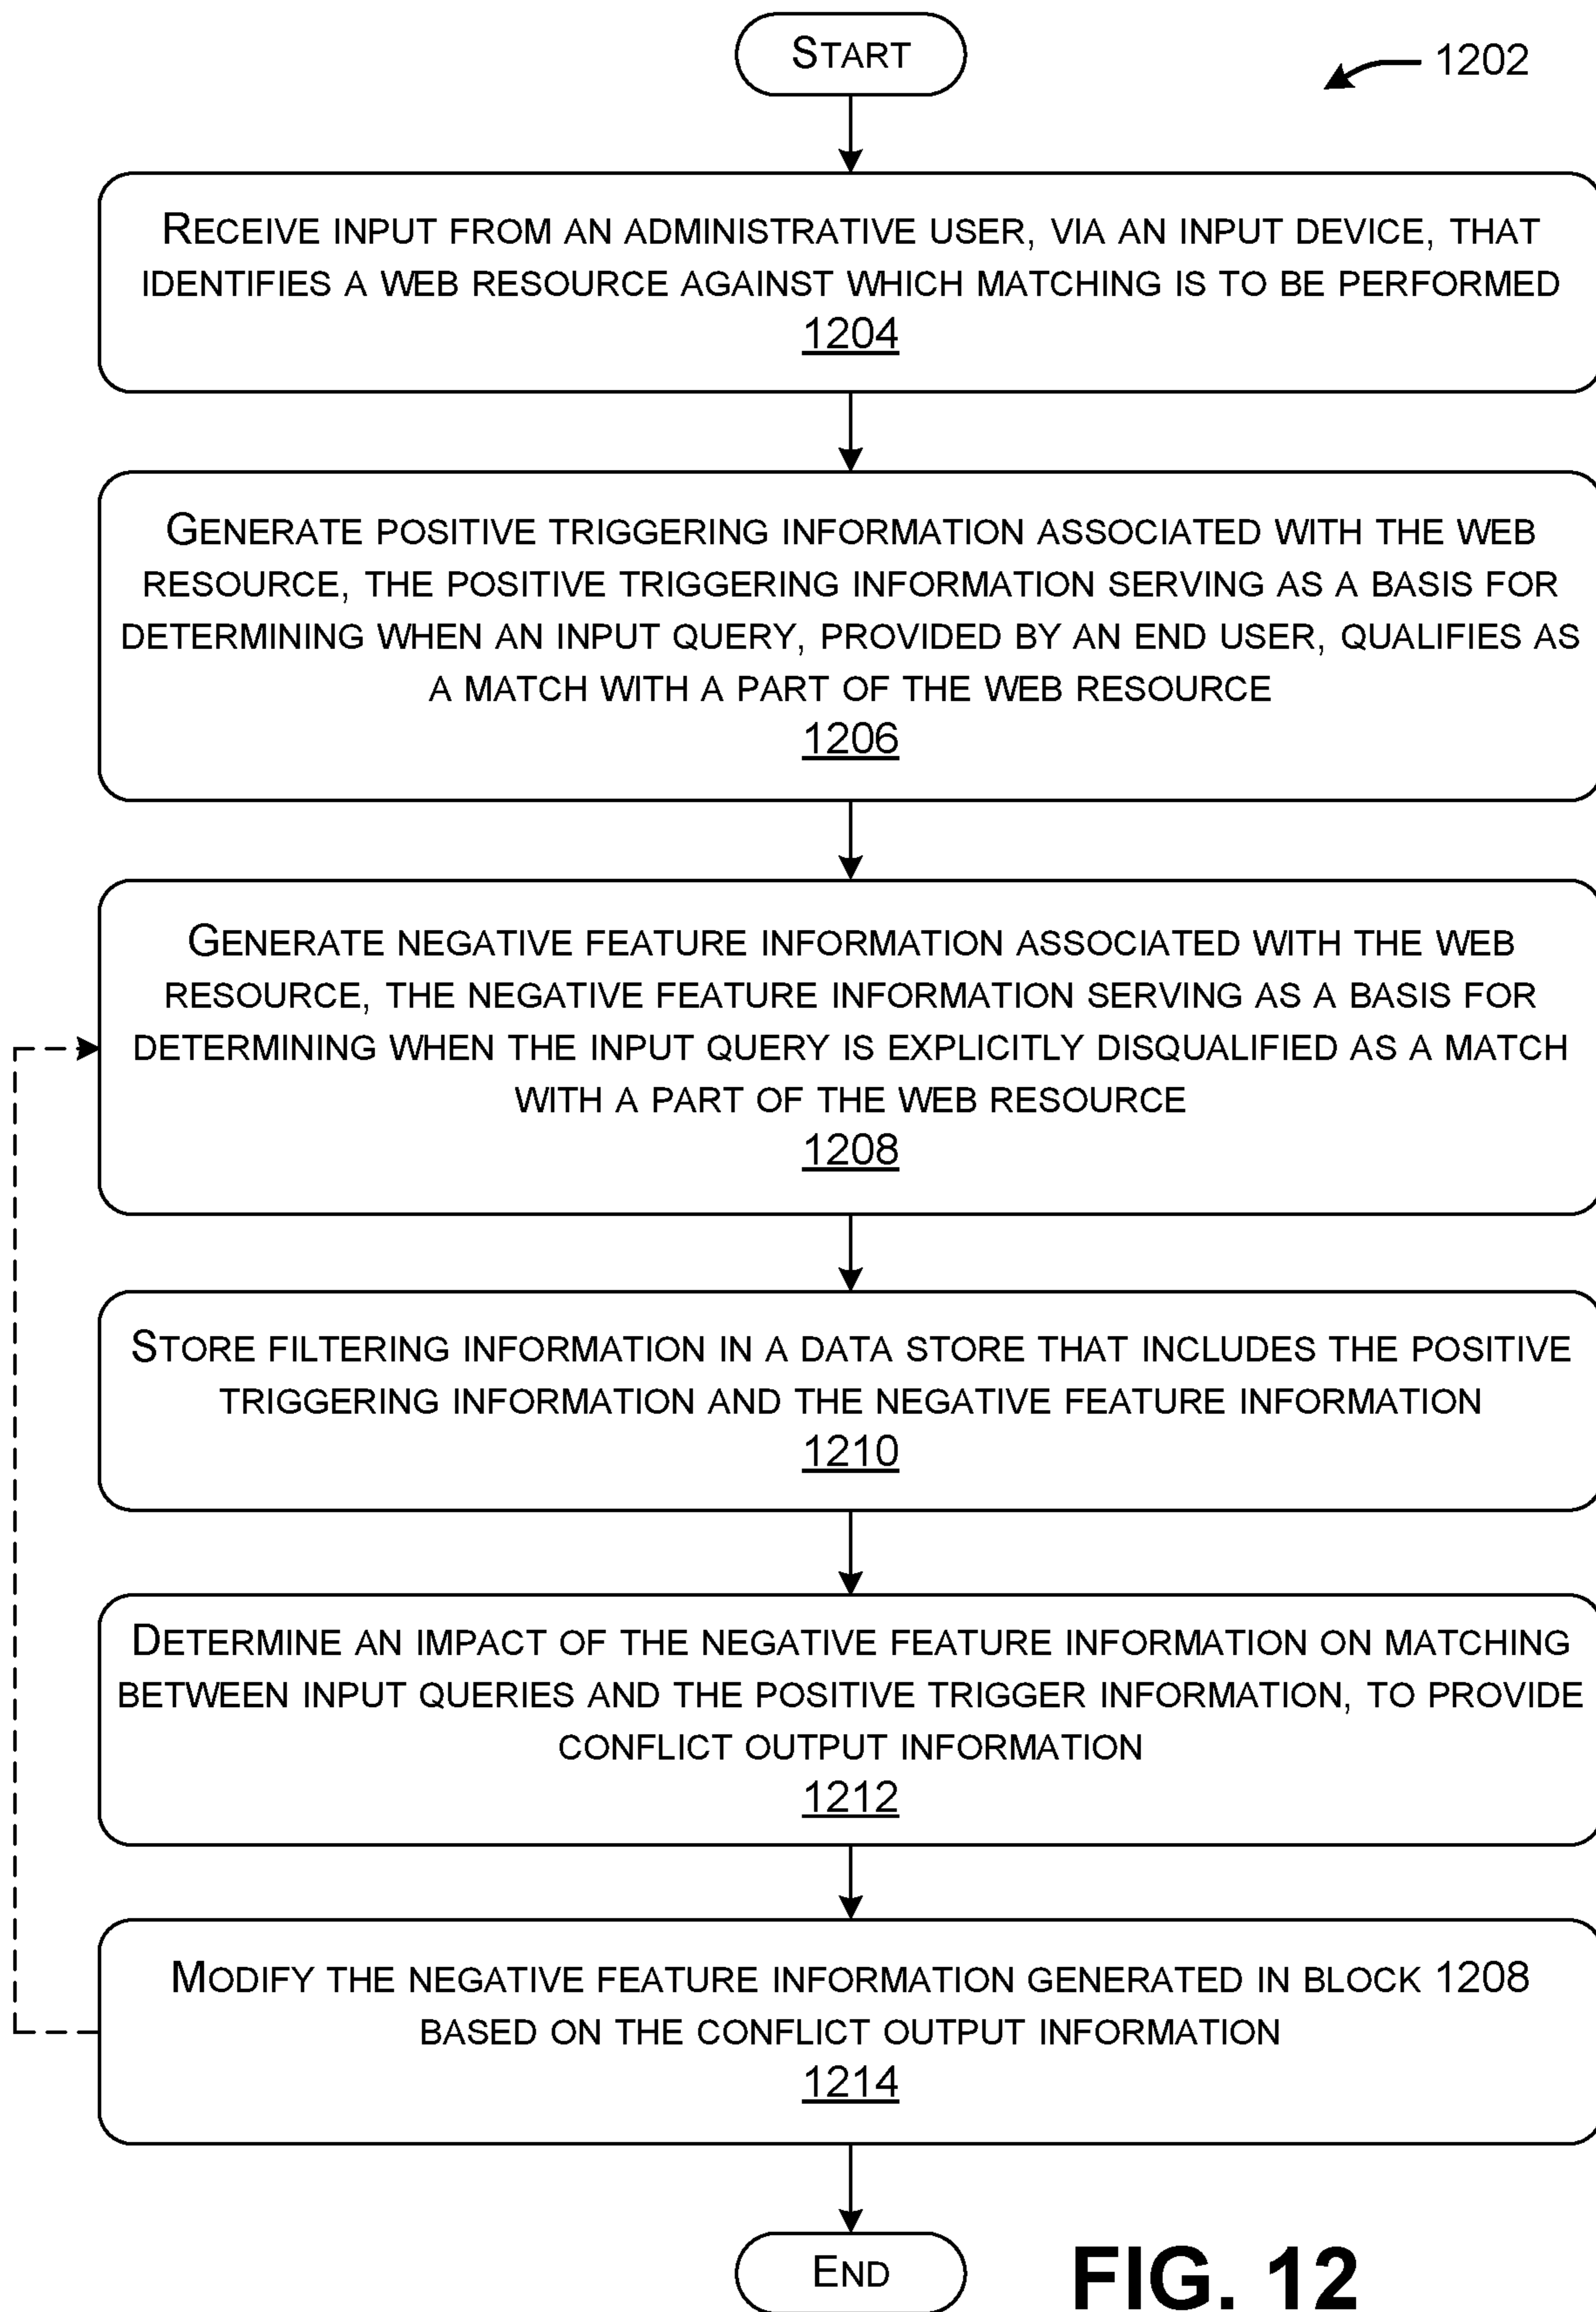 START
1202
RECEIVE INPUT FROM AN ADMINISTRATIVE USER, VIA AN INPUT DEVICE, THAT
IDENTIFIES A WEB RESOURCE AGAINST WHICH MATCHING IS TO BE PERFORMED
1204
GENERATE POSITIVE TRIGGERING INFORMATION ASSOCIATED WITH THE WEB
RESOURCE, THE POSITIVE TRIGGERING INFORMATION SERVING AS A BASIS FOR
DETERMINING WHEN AN INPUT QUERY, PROVIDED BY AN END USER, QUALIFIES AS
A MATCH WITH A PART OF THE WEB RESOURCE
1206
GENERATE NEGATIVE FEATURE INFORMATION ASSOCIATED WITH THE WEB
RESOURCE, THE NEGATIVE FEATURE INFORMATION SERVING AS A BASIS FOR
DETERMINING WHEN THE INPUT QUERY IS EXPLICITLY DISQUALIFIED AS A MATCH
WITH A PART OF THE WEB RESOURCE
1208
STORE FILTERING INFORMATION IN A DATA STORE THAT INCLUDES THE POSITIVE
TRIGGERING INFORMATION AND THE NEGATIVE FEATURE INFORMATION
1210
DETERMINE AN IMPACT OF THE NEGATIVE FEATURE INFORMATION ON MATCHING
BETWEEN INPUT QUERIES AND THE POSITIVE TRIGGER INFORMATION, TO PROVIDE
CONFLICT OUTPUT INFORMATION
1212
MODIFY THE NEGATIVE FEATURE INFORMATION GENERATED IN BLOCK 1208
BASED ON THE CONFLICT OUTPUT INFORMATION
1214
END
FIG. 12